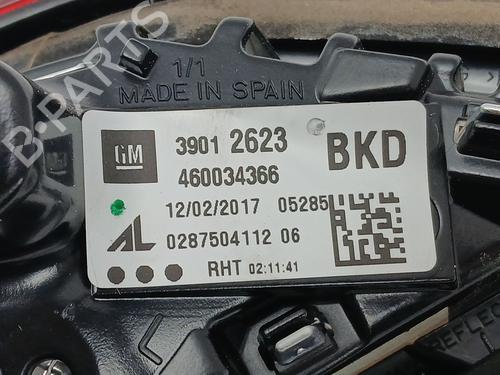 B-PARTS
1/1
MADE IN SPAIN
GM
3901 2623
BKD
460034366
12/02/2017 05285
AL 0287504112 06
RHT 02:11:41
REFLEC